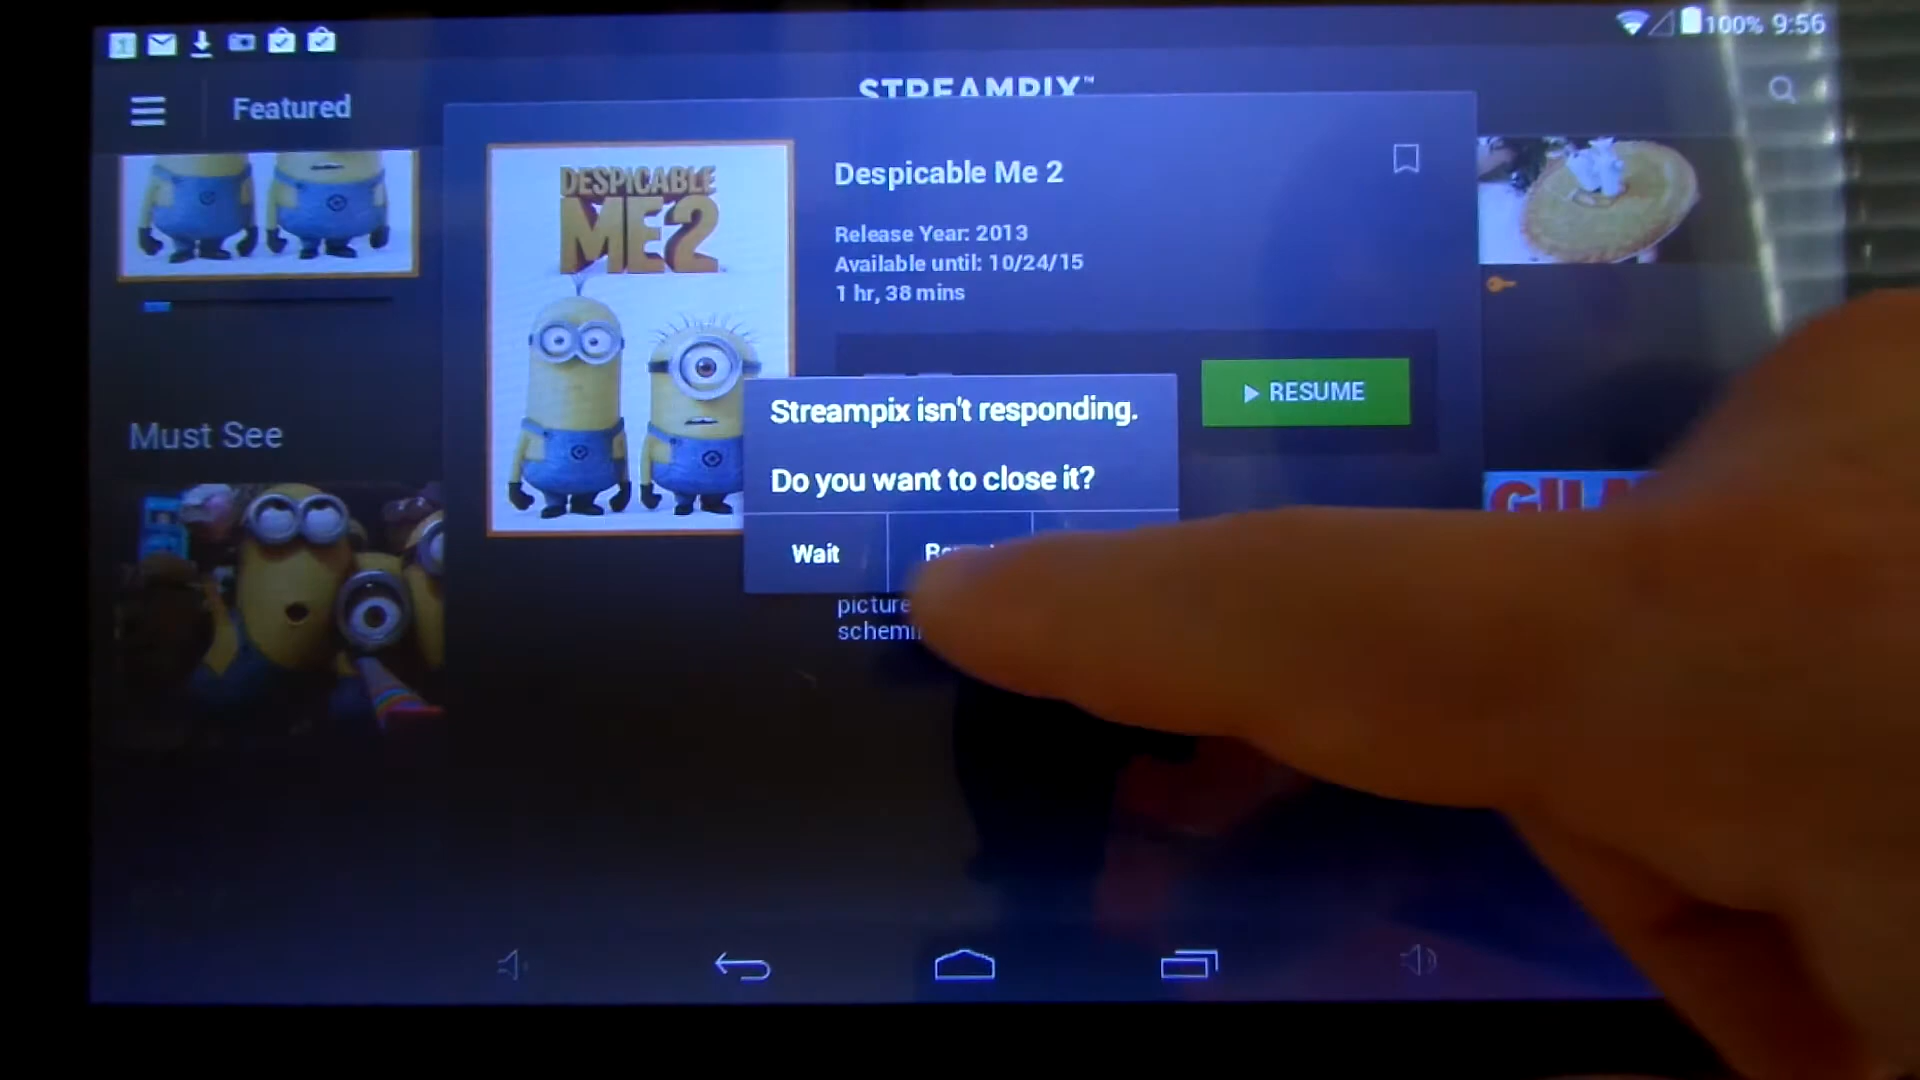 100% 9:56
Featured
STREAMPIX™
DESPICABLE
ME 2
Despicable Me 2
Release Year: 2013
Available until: 10/24/15
1 hr, 38 mins
RESUME
Must See
Streampix isn't responding.
Do you want to close it?
Wait
picture